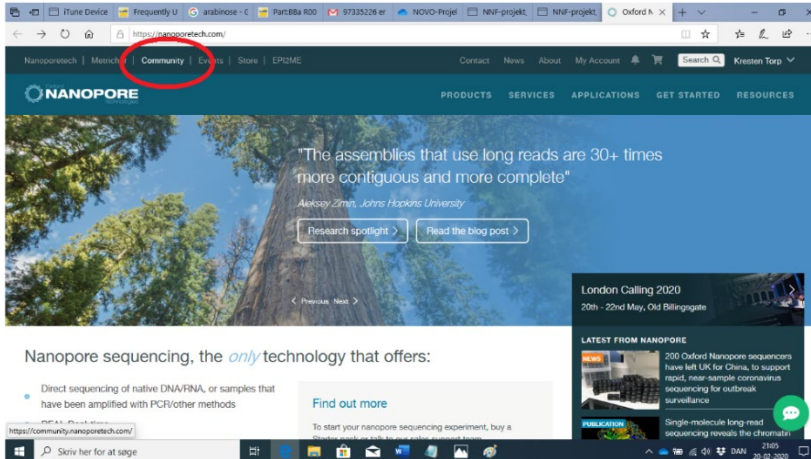 iTune Device
Frequently U
arabinose - G
Part:BBa R00
97335226 er
NOVO-Projel
NNF-projekt,
NNF-projekt,
Oxford N
https://nanoporetech.com/
Nanoporetech | Metrichor | Community | Events | Store | EPI2ME
Contact News About My Account Search Kresten Torp
NANOPORE
PRODUCTS SERVICES APPLICATIONS GET STARTED RESOURCES
"The assemblies that use long reads are 30+ times
more contiguous and more complete"
Aleksey Zimin, Johns Hopkins University
Research spotlight > Read the blog post >
< Previous Next >
London Calling 2020
20th - 22nd May, Old Billingsgate
LATEST FROM NANOPORE
NEWS
200 Oxford Nanopore sequencers
have left UK for China, to support
rapid, near-sample coronavirus
sequencing for outbreak
surveillance
PUBLICATION
Single-molecule long-read
sequencing reveals the chromatin
Nanopore sequencing, the only technology that offers:
Direct sequencing of native DNA/RNA, or samples that
have been amplified with PCR/other methods
Find out more
To start your nanopore sequencing experiment, buy a
https://community.nanoporetech.com/
Skriv her for at søge
DAN
21:05
20-02-2020